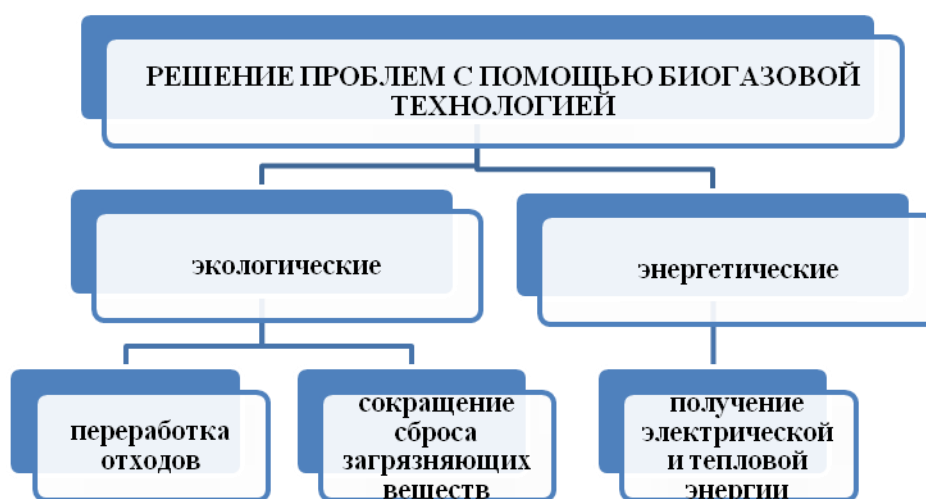 РЕШЕНИЕ ПРОБЛЕМ С ПОМОЩЬЮ БИОГАЗОВОЙ
ТЕХНОЛОГИЕЙ
экологические
энергетические
переработка
отходов
сокращение
сброса
загрязняющих
веществ
получение
электрической
и тепловой
энергии